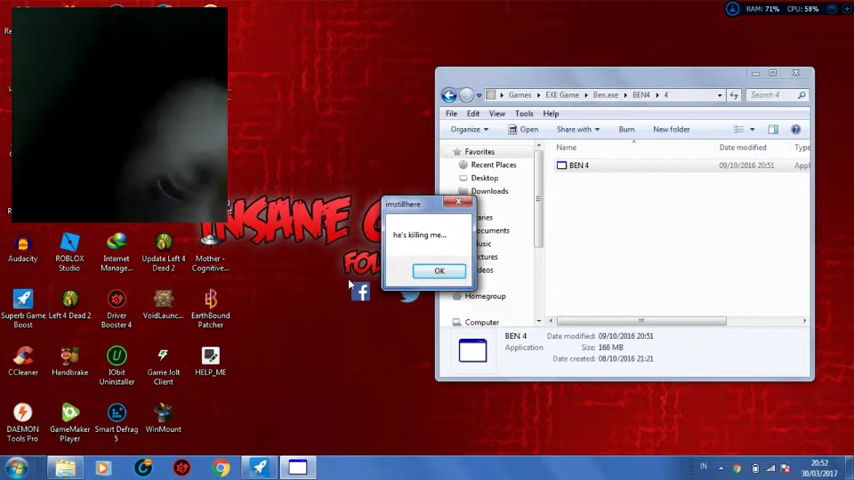 RAM: 71% CPU: 58%
Games EXE Game Ben.exe BEN4 4
Search 4
File Edit View Tools Help
Organize Open Share with Burn New folder
Name Date modified
Favorites
Recent Places
Desktop
Downloads
BEN 4 09/10/2016 20:51
imstillhere
he's killing me...
OK
Homegroup
Computer
BEN 4 Date modified: 09/10/2016 20:51
Application Size: 166 MB
Date created: 08/10/2016 21:21
INSANE
Audacity
ROBLOX Studio
Internet Manage...
Update Left 4 Dead 2
Mother - Cognitive...
Superb Game Boost
Left 4 Dead 2
Driver Booster 4
VoidLaunc...
EarthBound Patcher
CCleaner
Handbrake
IObit Uninstaller
Game Jolt Client
HELP_ME
DAEMON Tools Pro
GameMaker Player
Smart Defrag 5
WinMount
IN
20:52
30/03/2017